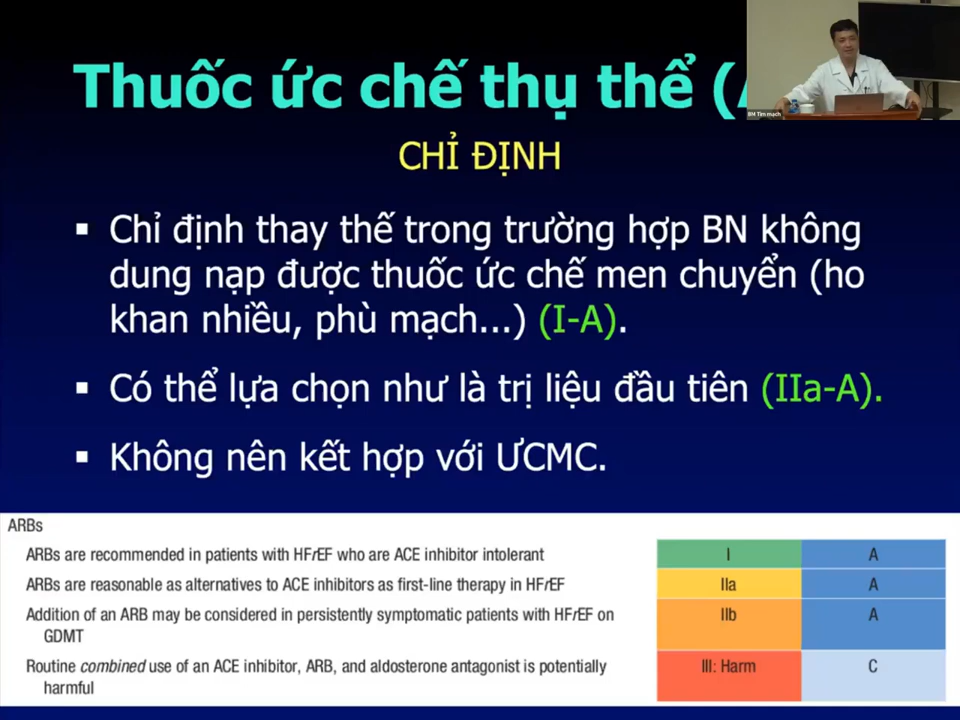 Thuốc ức chế thụ thể (
BM Tim mạch
CHỈ ĐỊNH
▪ Chỉ định thay thế trong trường hợp BN không
dung nạp được thuốc ức chế men chuyển (ho
khan nhiều, phù mạch...) (I-A).
▪ Có thể lựa chọn như là trị liệu đầu tiên (IIa-A).
▪ Không nên kết hợp với ƯCMC.
ARBs
ARBs are recommended in patients with HFrEF who are ACE inhibitor intolerant I A
ARBs are reasonable as alternatives to ACE inhibitors as first-line therapy in HFrEF IIa A
Addition of an ARB may be considered in persistently symptomatic patients with HFrEF on
GDMT IIb A
Routine combined use of an ACE inhibitor, ARB, and aldosterone antagonist is potentially
harmful III: Harm C